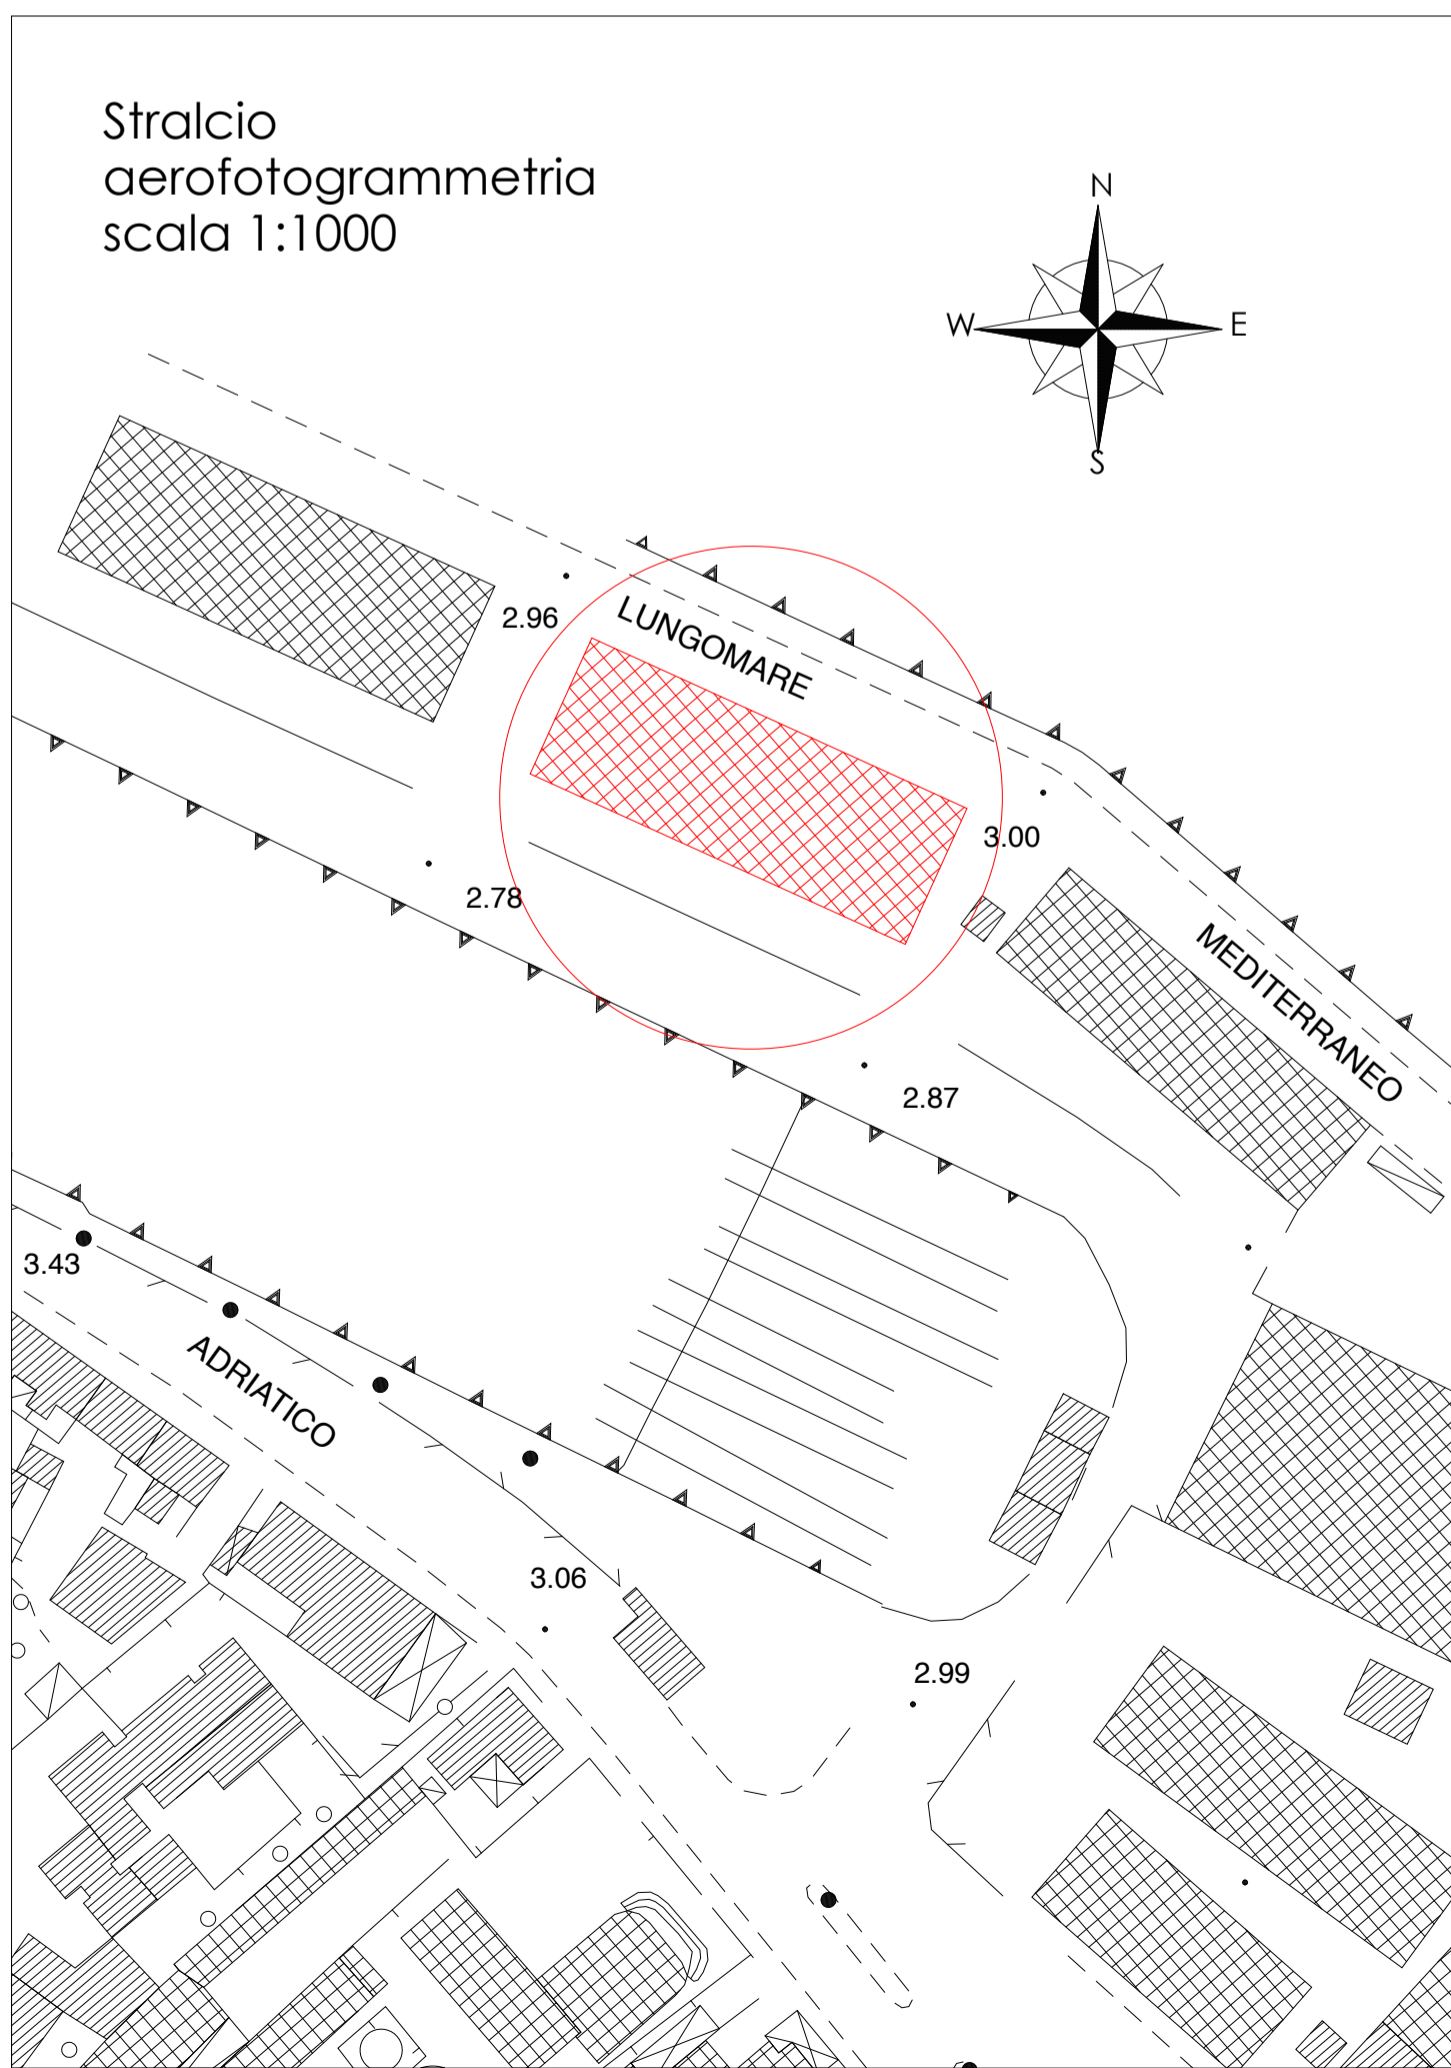 Stralcio
aerofotogrammetria
scala 1:1000
N
W
E
S
2.96
LUNGOMARE
3.00
2.78
MEDITERRANEO
2.87
3.43
ADRIATICO
3.06
2.99